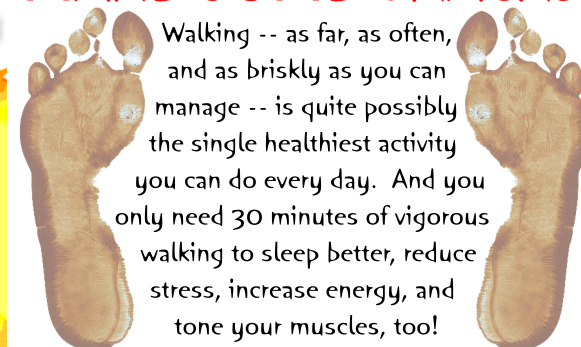 Walking -- as far, as often,
and as briskly as you can
manage -- is quite possibly
the single healthiest activity
you can do every day. And you
only need 30 minutes of vigorous
walking to sleep better, reduce
stress, increase energy, and
tone your muscles, too!